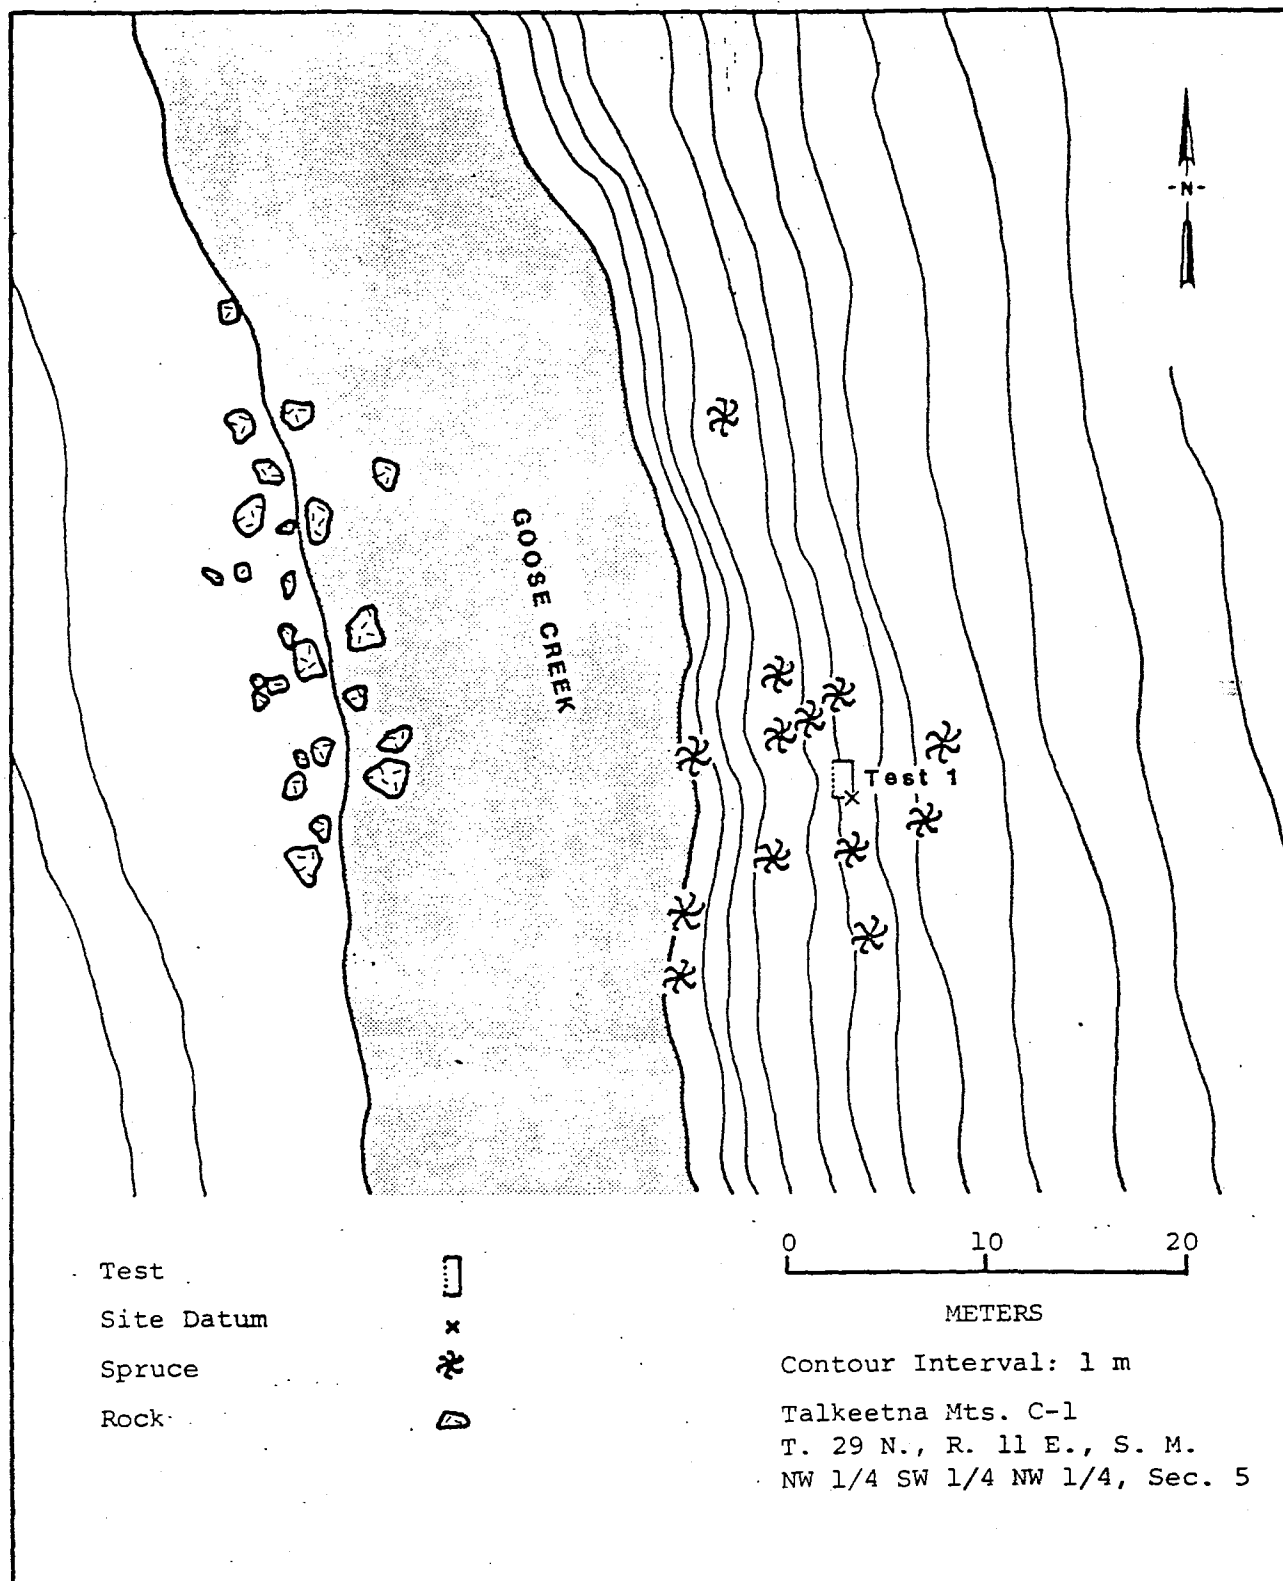 -N-
GOOSE CREEK
Test 1
Test
Site Datum
Spruce
Rock
0 10 20
METERS
Contour Interval: 1 m
Talkeetna Mts. C-1
T. 29 N., R. 11 E., S. M.
NW 1/4 SW 1/4 NW 1/4, Sec. 5